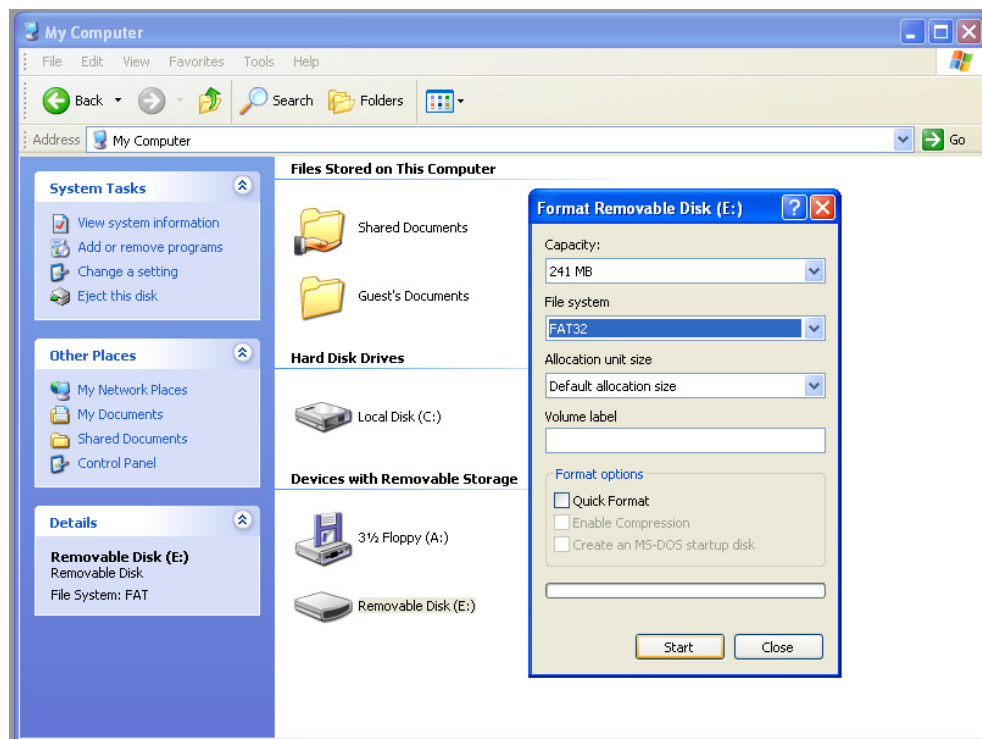 My Computer
File Edit View Favorites Tools Help
Back Search Folders
Address My Computer Go
System Tasks
View system information
Add or remove programs
Change a setting
Eject this disk
Other Places
My Network Places
My Documents
Shared Documents
Control Panel
Details
Removable Disk (E:)
Removable Disk
File System: FAT
Files Stored on This Computer
Shared Documents
Guest's Documents
Hard Disk Drives
Local Disk (C:)
Devices with Removable Storage
3½ Floppy (A:)
Removable Disk (E:)
Format Removable Disk (E:)
Capacity:
241 MB
File system
FAT32
Allocation unit size
Default allocation size
Volume label
Format options
Quick Format
Enable Compression
Create an MS-DOS startup disk
Start Close